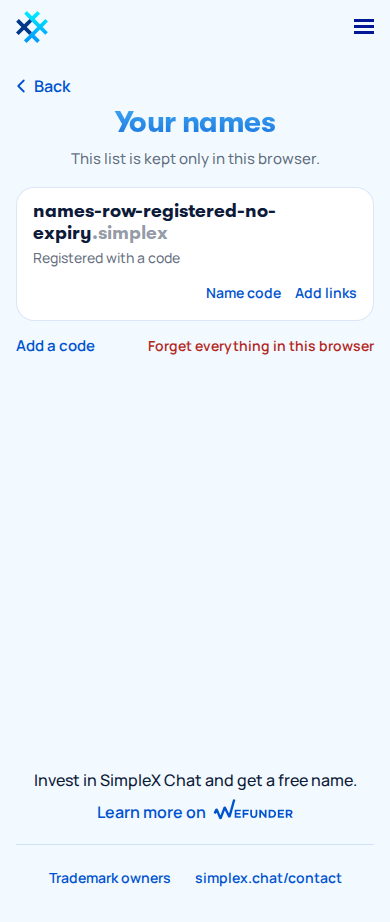 Back
Your names
This list is kept only in this browser.
names-row-registered-no-
expiry.simplex
Registered with a code
Name code Add links
Add a code Forget everything in this browser
Invest in SimpleX Chat and get a free name.
Learn more on WEFUNDER
Trademark owners simplex.chat/contact